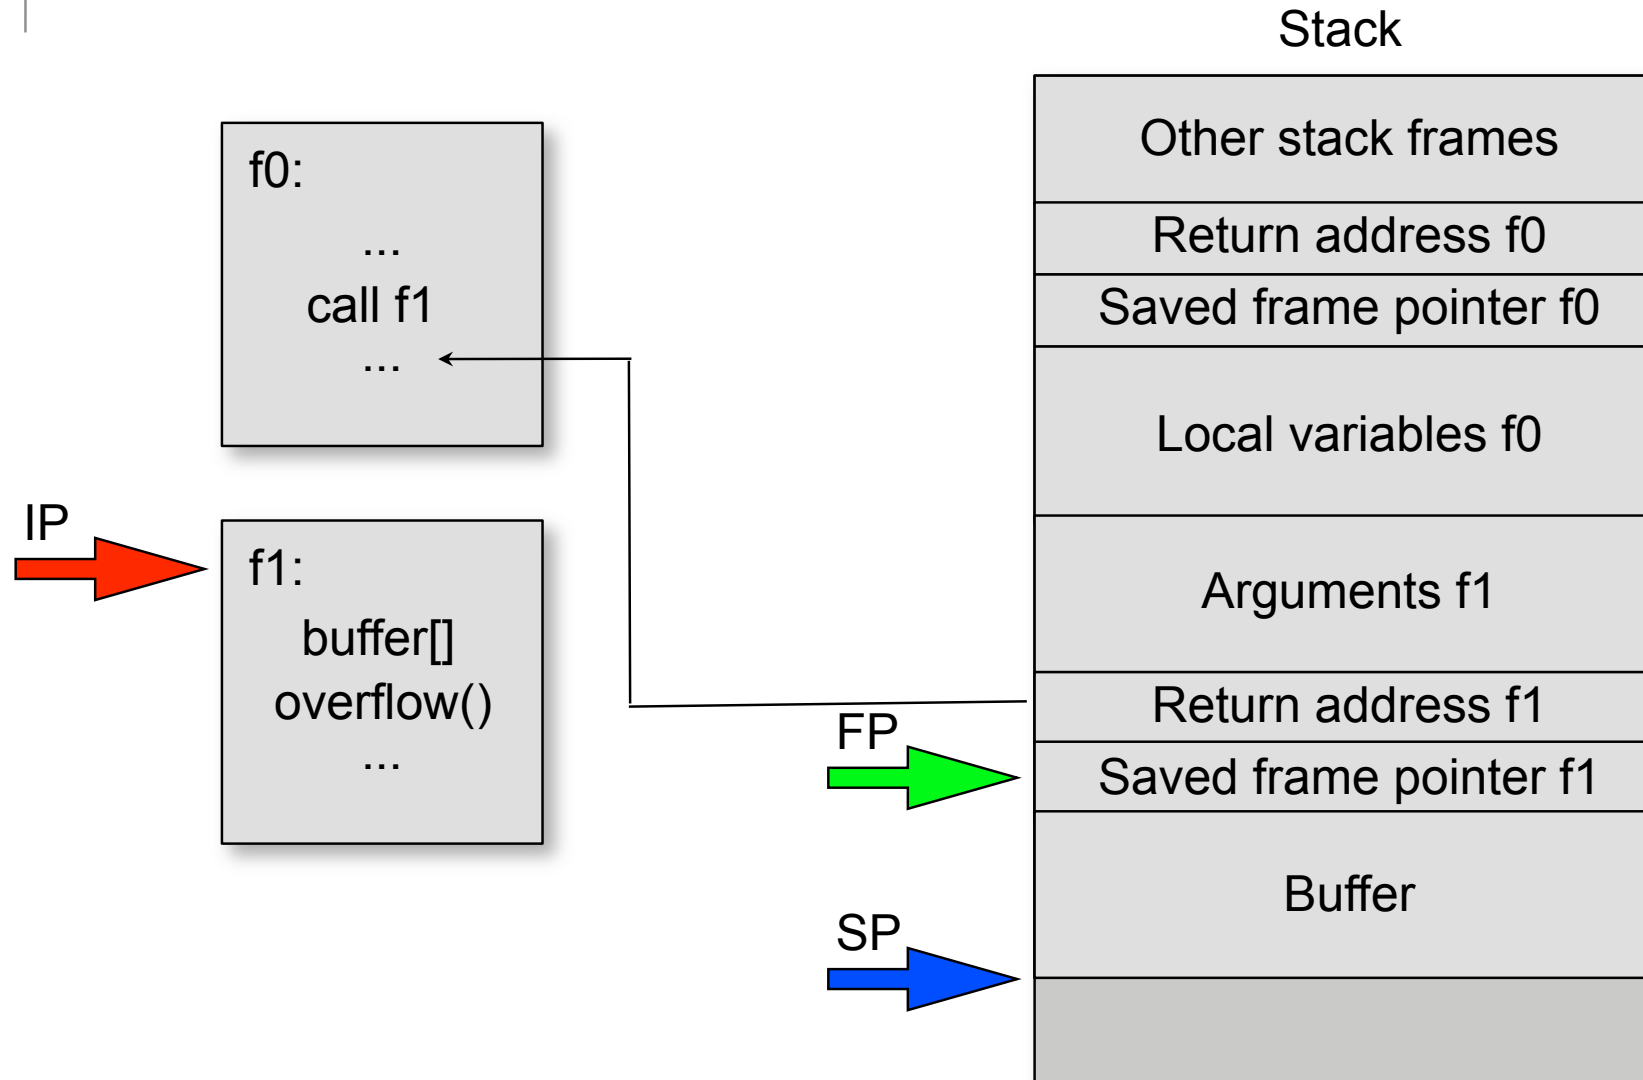 Stack
Other stack frames
Return address f0
Saved frame pointer f0
Local variables f0
Arguments f1
Return address f1
Saved frame pointer f1
Buffer
f0:
...
call f1
...
IP
f1:
buffer[]
overflow()
...
FP
SP